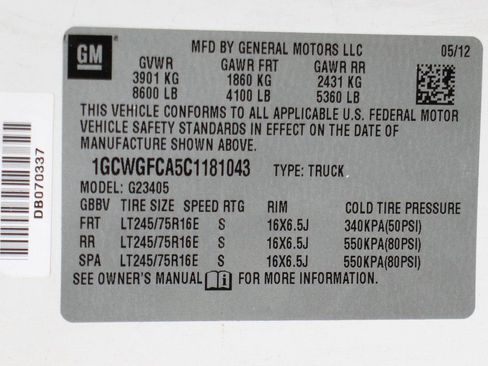 GM
MFD BY GENERAL MOTORS LLC 05/12
GVWR GAWR FRT GAWR RR
3901 KG 1860 KG 2431 KG
8600 LB 4100 LB 5360 LB
THIS VEHICLE CONFORMS TO ALL APPLICABLE U.S. FEDERAL MOTOR
VEHICLE SAFETY STANDARDS IN EFFECT ON THE DATE OF
MANUFACTURE SHOWN ABOVE.
1GCWGFCA5C1181043 TYPE: TRUCK
MODEL: G23405
GBBV TIRE SIZE SPEED RTG RIM COLD TIRE PRESSURE
FRT LT245/75R16E S 16X6.5J 340KPA(50PSI)
RR LT245/75R16E S 16X6.5J 550KPA(80PSI)
SPA LT245/75R16E S 16X6.5J 550KPA(80PSI)
SEE OWNER'S MANUAL i FOR MORE INFORMATION.
DB070337